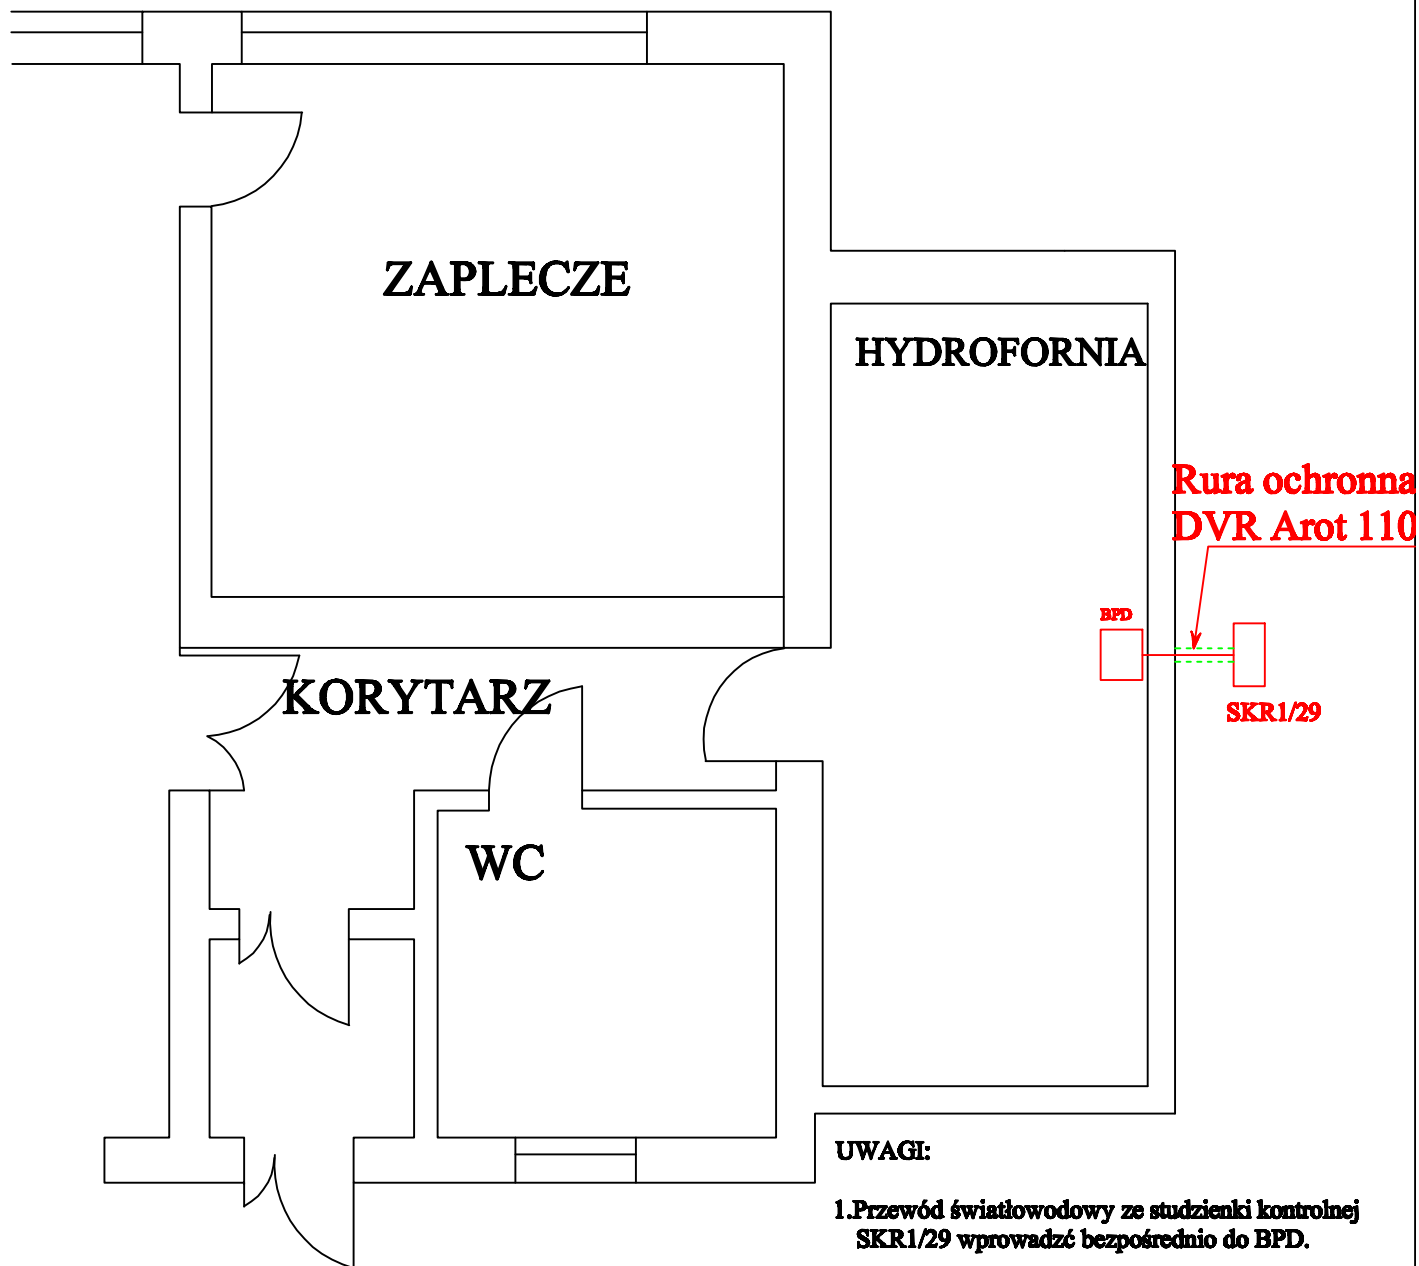 ZAPLECZE
HYDROFORNIA
Rura ochronna
DVR Arot 110
BPD
KORYTARZ
SKR1/29
WC
UWAGI:
1.Przewód światłowodowy ze studzienki kontrolnej
SKR1/29 wprowadzć bezpośrednio do BPD.